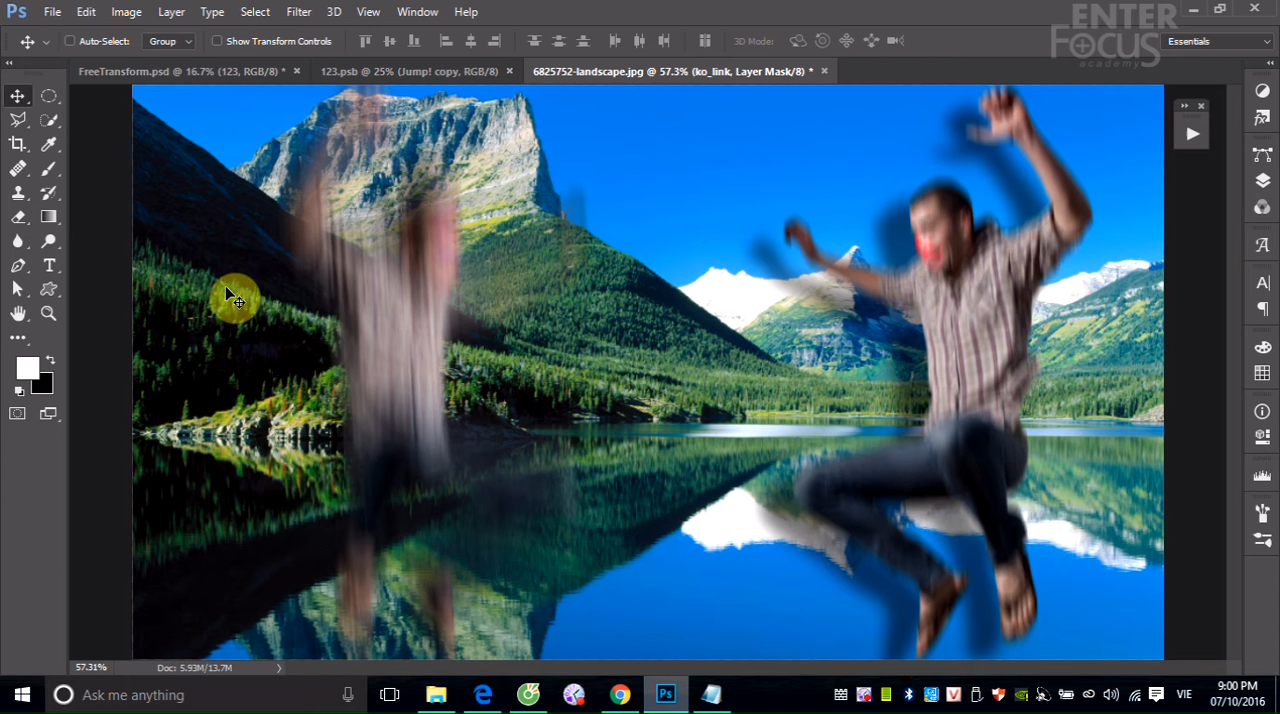 Ps File Edit Image Layer Type Select Filter 3D View Window Help
ENTER
FOCUS
academy
Auto-Select: Group Show Transform Controls 3D Mode: Essentials
FreeTransform.psd @ 16.7% (123, RGB/8) * × 123.psb @ 25% (Jump! copy, RGB/8) × 6825752-landscape.jpg @ 57.3% (ko_link, Layer Mask/8) * ×
57.31% Doc: 5.93M/13.7M
Ask me anything Ps VIE 9:00 PM
07/10/2016